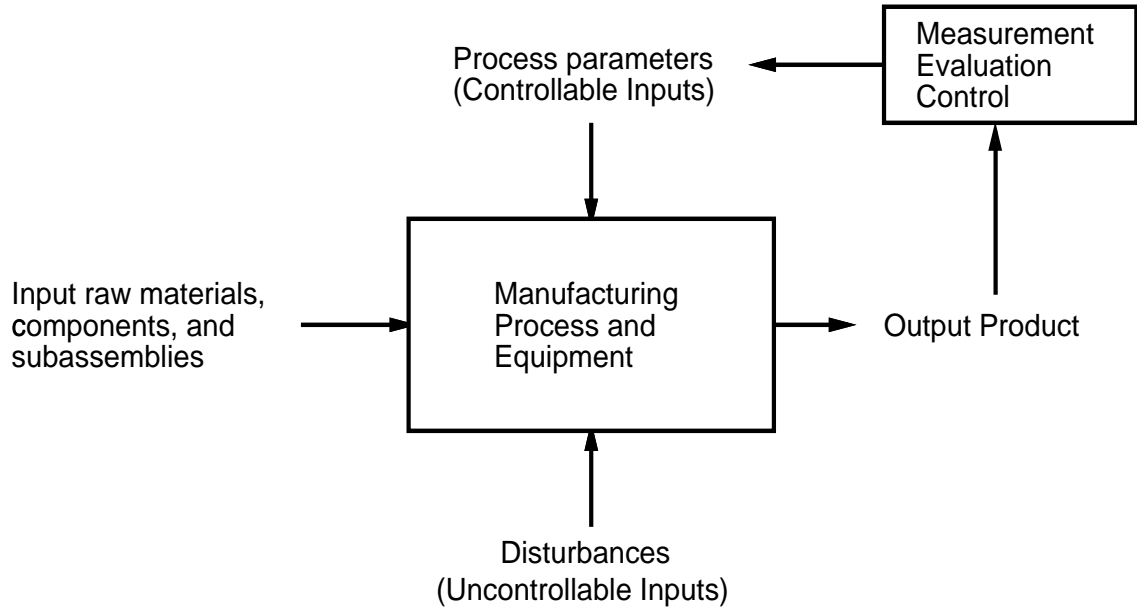 Process parameters
(Controllable Inputs)
Measurement
Evaluation
Control
Input raw materials,
components, and
subassemblies
Manufacturing
Process and
Equipment
Output Product
Disturbances
(Uncontrollable Inputs)